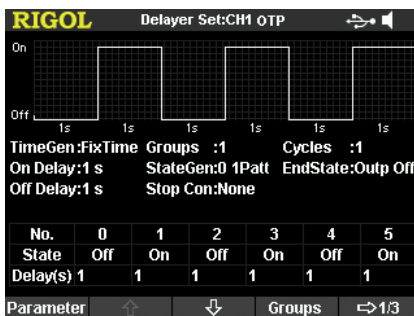 RIGOL Delayer Set:CH1 OTP
On
Off
1s 1s 1s 1s 1s 1s
TimeGen:FixTime Groups :1 Cycles :1
On Delay:1 s StateGen:0 1Patt EndState:Outp Off
Off Delay:1 s Stop Con:None
No. 0 1 2 3 4 5
State Off On Off On Off On
Delay(s) 1 1 1 1 1 1
Parameter Groups 1/3